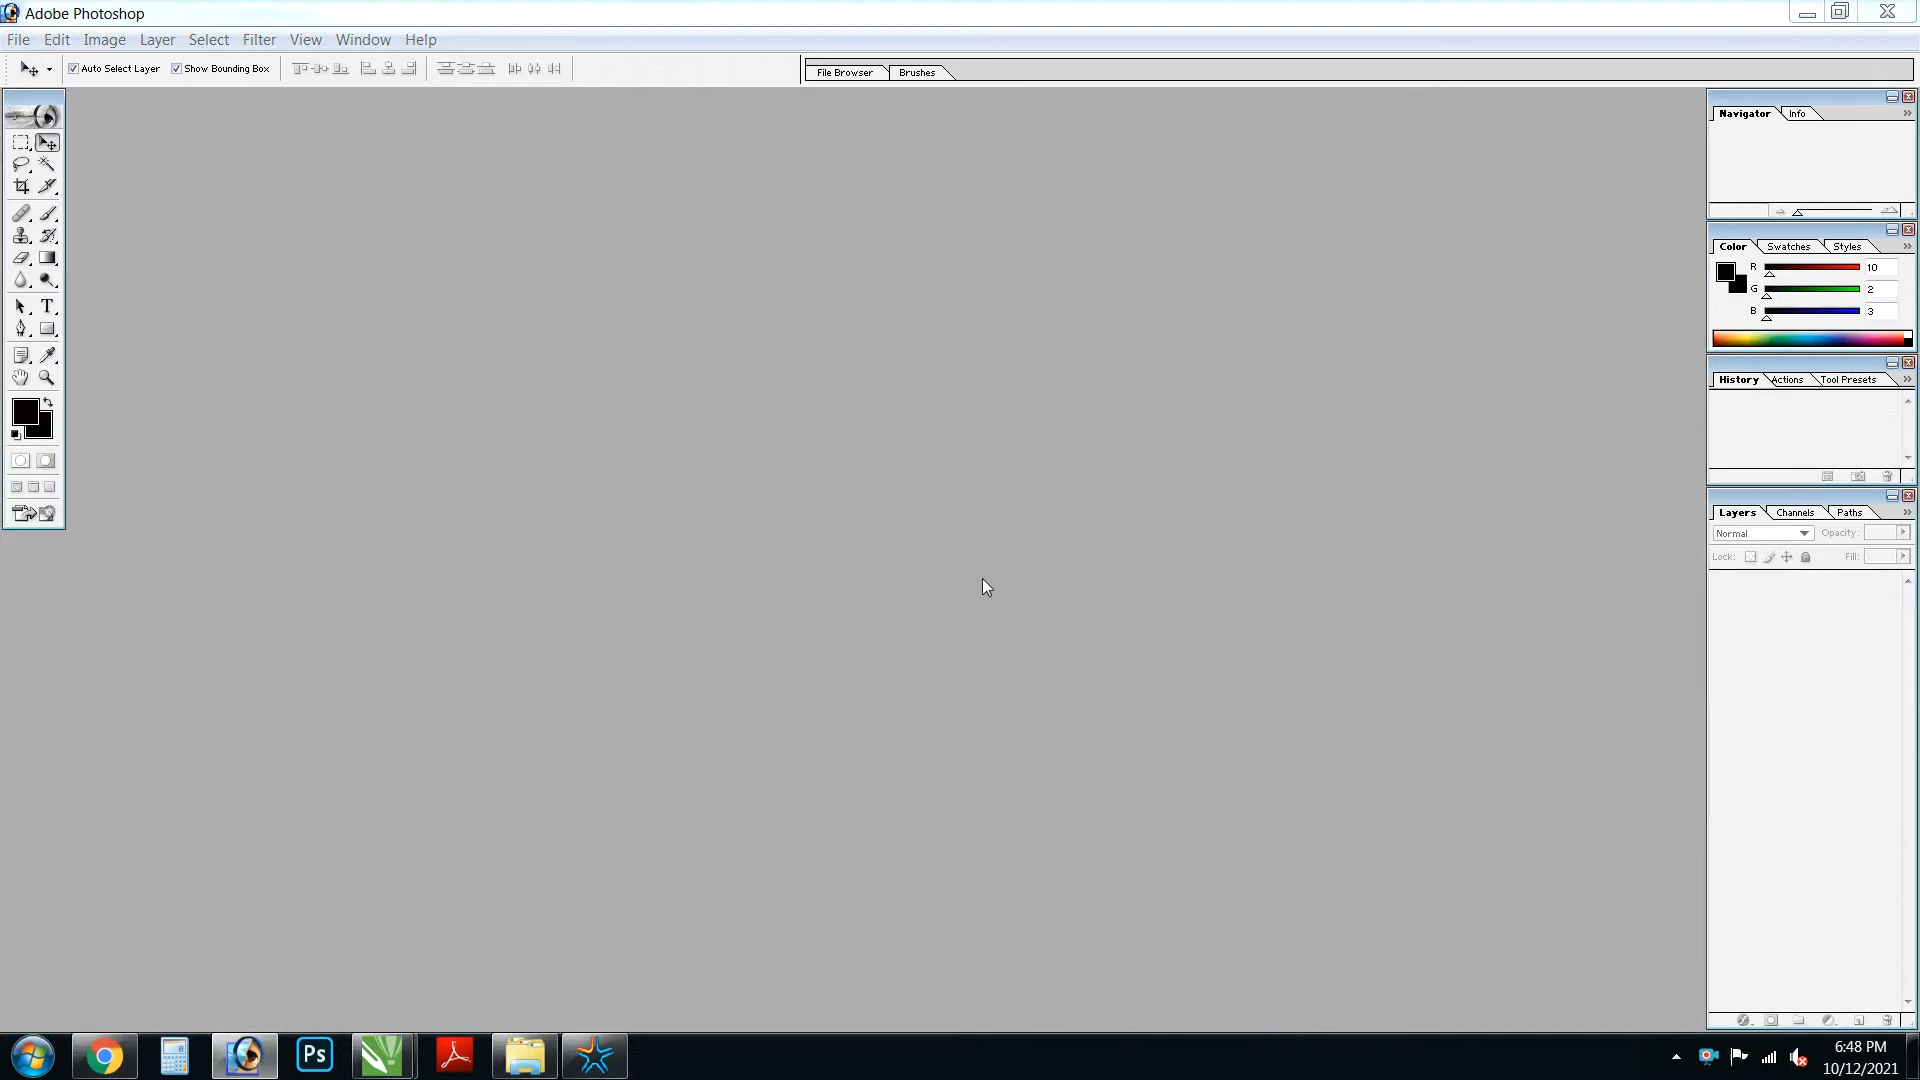 Adobe Photoshop
File Edit Image Layer Select Filter View Window Help
Auto Select Layer Show Bounding Box File Browser Brushes
Navigator Info
Color Swatches Styles
R 10
G 2
B 3
History Actions Tool Presets
Layers Channels Paths
Normal Opacity:
Lock: Fill:
T
Ps
6:48 PM
10/12/2021